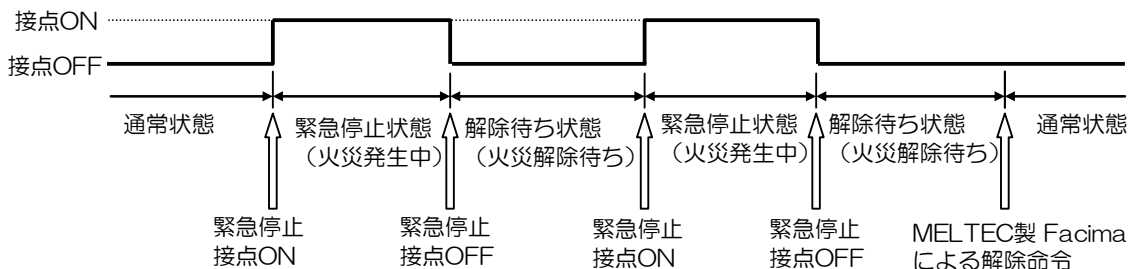 接点ON
接点OFF
通常状態
緊急停止状態
（火災発生中）
解除待ち状態
（火災解除待ち）
緊急停止状態
（火災発生中）
解除待ち状態
（火災解除待ち）
通常状態
緊急停止
接点ON
緊急停止
接点OFF
緊急停止
接点ON
緊急停止
接点OFF
MELTEC製 Facima
による解除命令